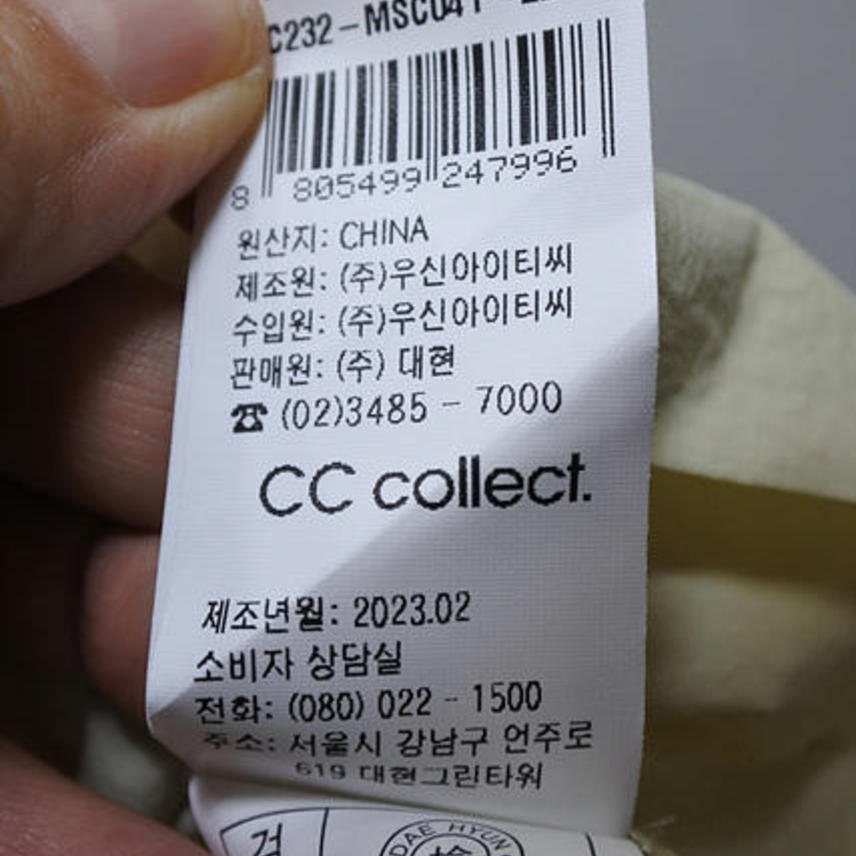 C232-MSC041
8 805499 247996
원산지: CHINA
제조원: (주)우신아이티씨
수입원: (주)우신아이티씨
판매원: (주) 대현
☎ (02)3485 - 7000
CC collect.
제조년월: 2023.02
소비자 상담실
전화: (080) 022 - 1500
주소: 서울시 강남구 언주로
619 대현그린타워
검
DAE HYUN